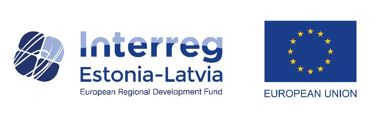 Interreg
Estonia-Latvia
European Regional Development Fund
EUROPEAN UNION